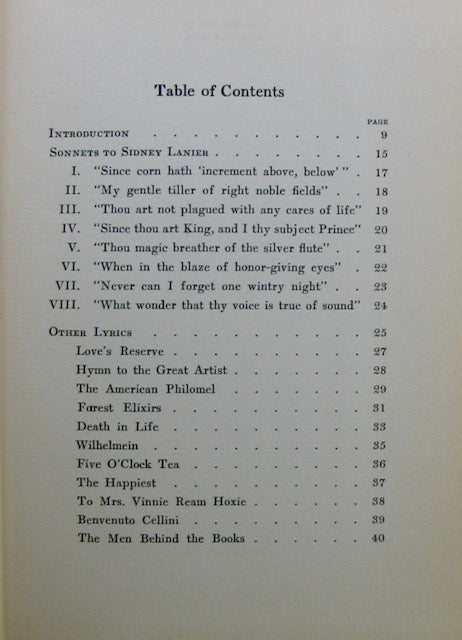 Table of Contents
PAGE
INTRODUCTION . . . . . . . . . . . 9
SONNETS TO SIDNEY LANIER . . . . . . . 15
I. "Since corn hath 'increment above, below'" . 17
II. "My gentle tiller of right noble fields" . . 18
III. "Thou art not plagued with any cares of life" 19
IV. "Since thou art King, and I thy subject Prince" 20
V. "Thou magic breather of the silver flute" . . 21
VI. "When in the blaze of honor-giving eyes" . 22
VII. "Never can I forget one wintry night" . . 23
VIII. "What wonder that thy voice is true of sound" 24
OTHER LYRICS . . . . . . . . . . . 25
Love's Reserve . . . . . . . . . 27
Hymn to the Great Artist . . . . . . . 28
The American Philomel . . . . . . . 29
Forest Elixirs . . . . . . . . . 31
Death in Life . . . . . . . . . 33
Wilhelmein . . . . . . . . . . 35
Five O'Clock Tea . . . . . . . . 36
The Happiest . . . . . . . . . 37
To Mrs. Vinnie Ream Hoxie . . . . . . 38
Benvenuto Cellini . . . . . . . . 39
The Men Behind the Books . . . . . . 40